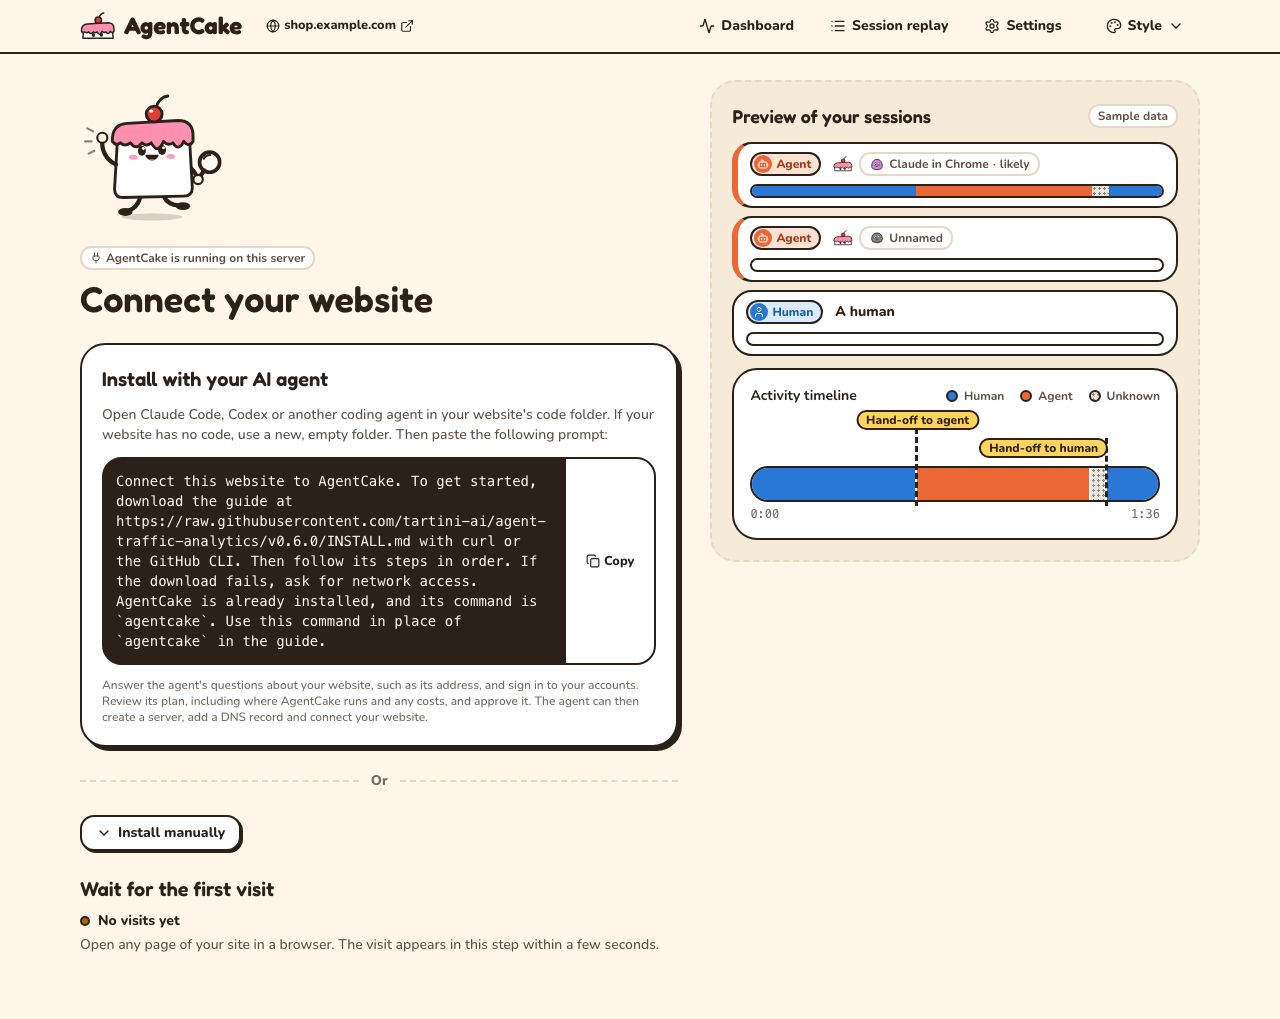 AgentCake
shop.example.com
Dashboard
Session replay
Settings
Style
AgentCake is running on this server
Connect your website
Install with your AI agent
Open Claude Code, Codex or another coding agent in your website's code folder. If your
website has no code, use a new, empty folder. Then paste the following prompt:
Connect this website to AgentCake. To get started,
download the guide at
https://raw.githubusercontent.com/tartini-ai/agent-
traffic-analytics/v0.6.0/INSTALL.md with curl or
the GitHub CLI. Then follow its steps in order. If
the download fails, ask for network access.
AgentCake is already installed, and its command is
`agentcake`. Use this command in place of
`agentcake` in the guide.
Copy
Answer the agent's questions about your website, such as its address, and sign in to your accounts.
Review its plan, including where AgentCake runs and any costs, and approve it. The agent can then
create a server, add a DNS record and connect your website.
Or
Install manually
Wait for the first visit
No visits yet
Open any page of your site in a browser. The visit appears in this step within a few seconds.
Preview of your sessions
Sample data
Agent
Claude in Chrome · likely
Agent
Unnamed
Human
A human
Activity timeline
Human
Agent
Unknown
Hand-off to agent
Hand-off to human
0:00
1:36